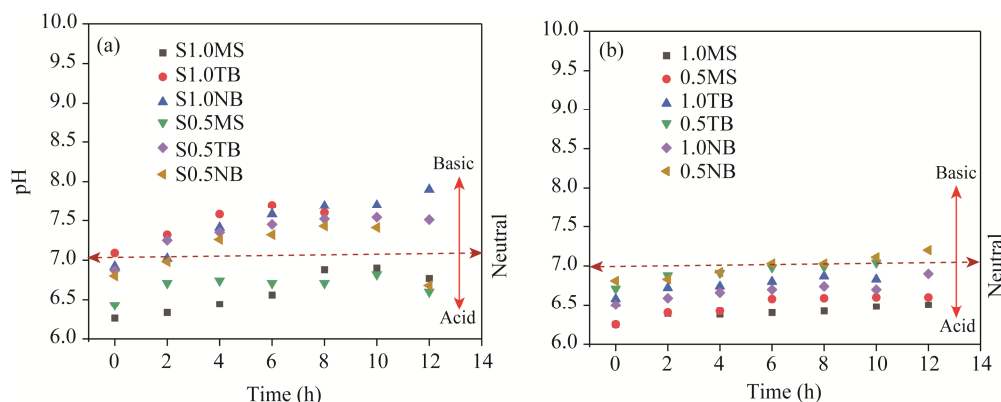 (a)
S1.0MS
S1.0TB
S1.0NB
S0.5MS
S0.5TB
S0.5NB
10.0
9.5
9.0
8.5
8.0
7.5
7.0
6.5
6.0
pH
0 2 4 6 8 10 12 14
Time (h)
Basic
Neutral
Acid
(b)
1.0MS
0.5MS
1.0TB
0.5TB
1.0NB
0.5NB
10.0
9.5
9.0
8.5
8.0
7.5
7.0
6.5
6.0
0 2 4 6 8 10 12 14
Time (h)
Basic
Neutral
Acid